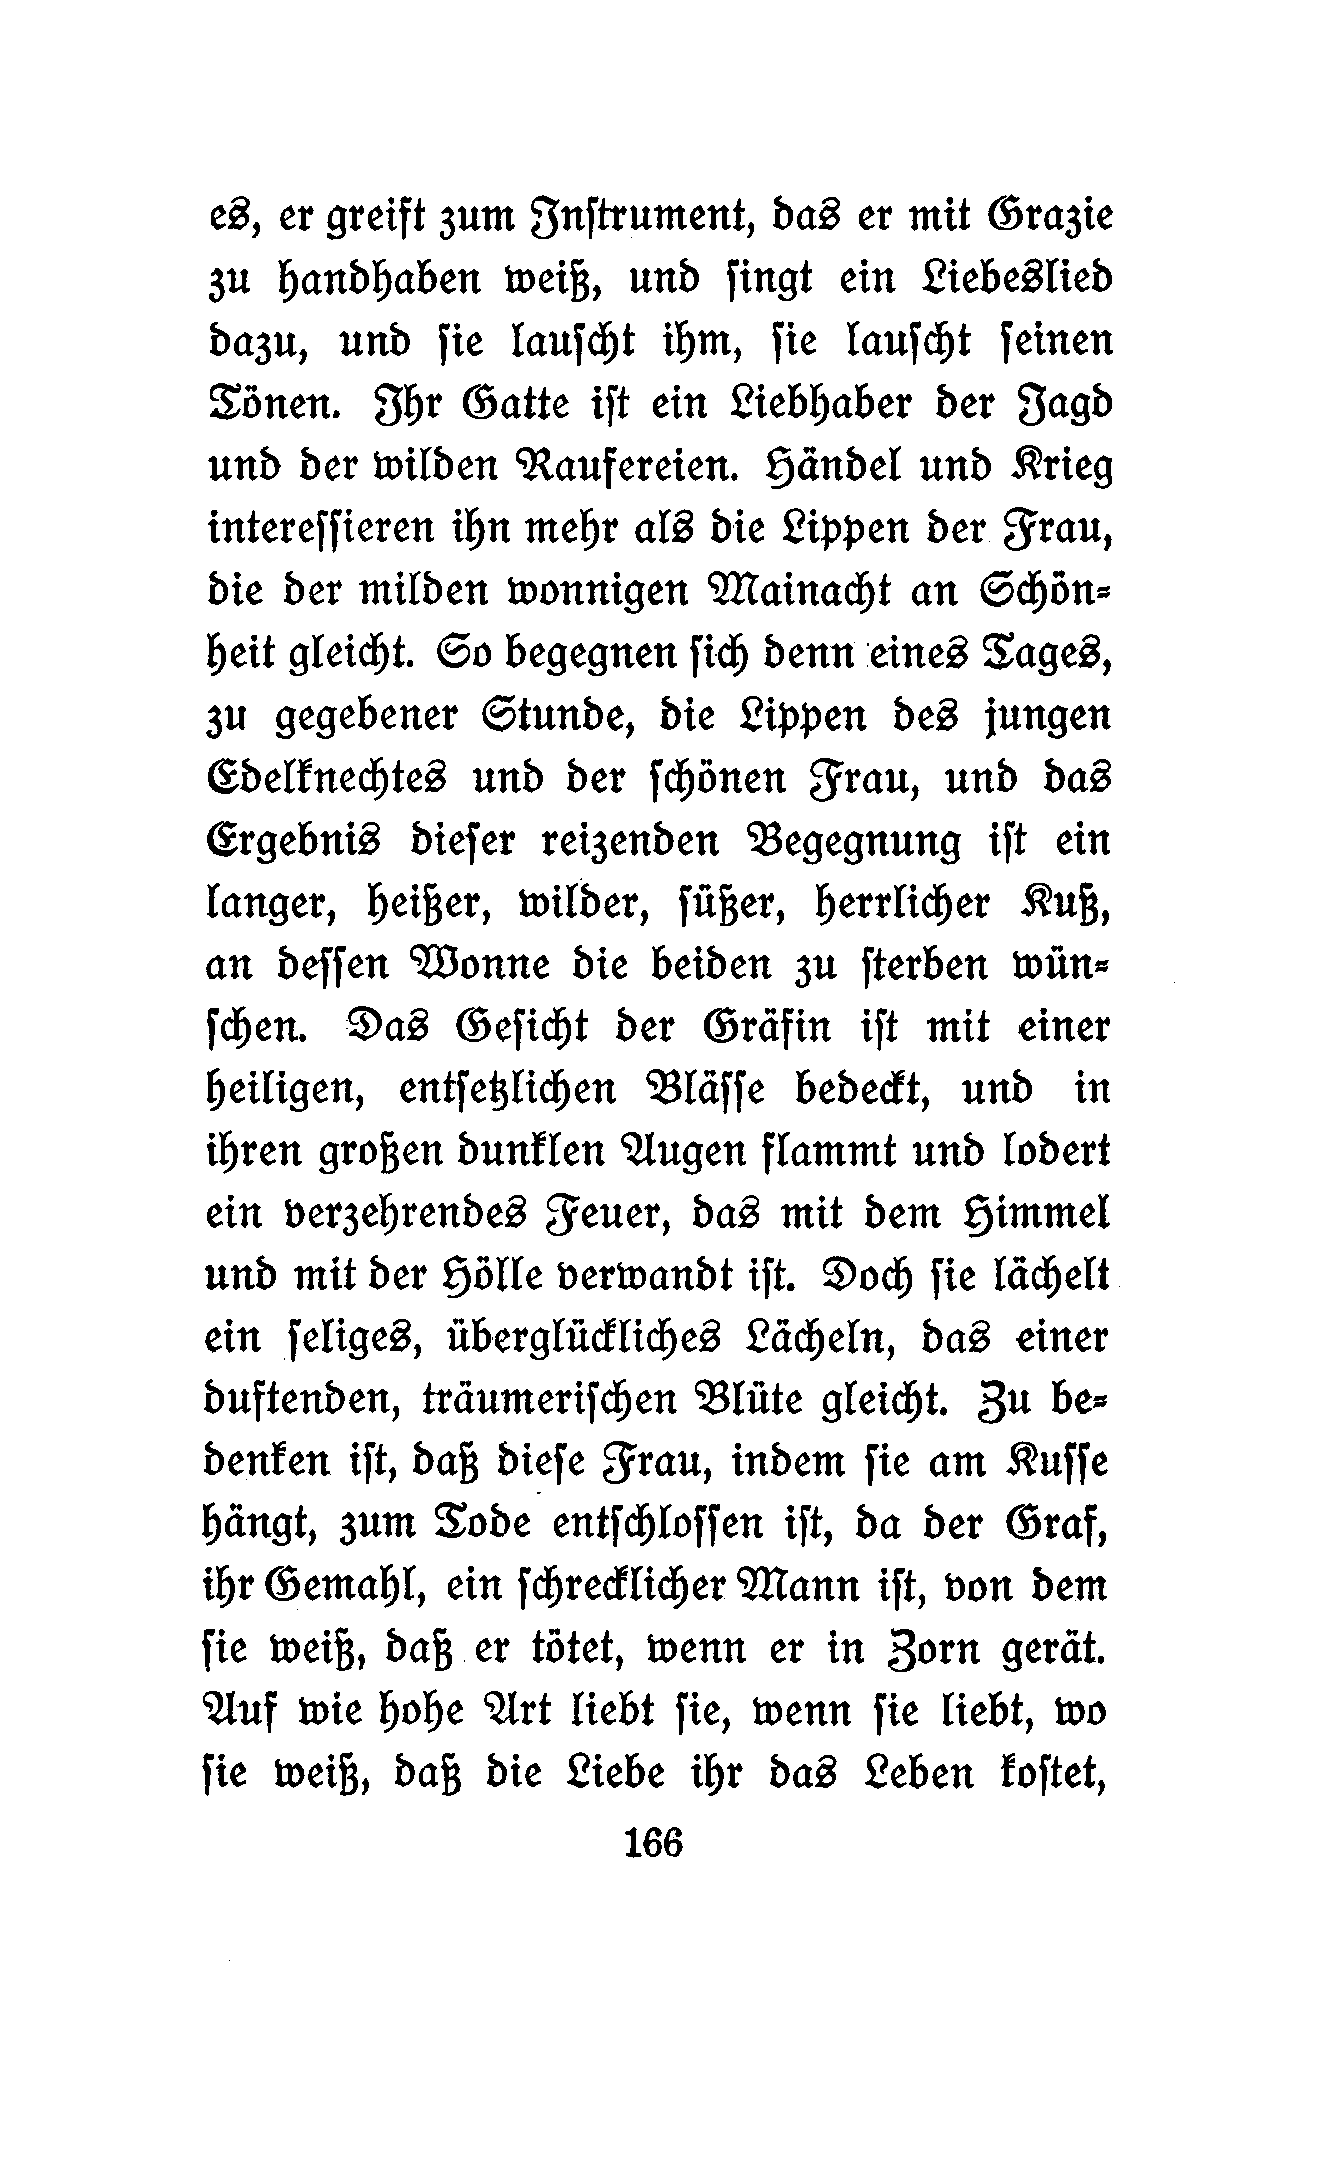 es, er greift zum Instrument, das er mit Grazie
zu handhaben weiß, und singt ein Liebeslied
dazu, und sie lauscht ihm, sie lauscht seinen
Tönen. Ihr Gatte ist ein Liebhaber der Jagd
und der wilden Raufereien. Händel und Krieg
interessieren ihn mehr als die Lippen der Frau,
die der milden wonnigen Mainacht an Schön-
heit gleicht. So begegnen sich denn eines Tages,
zu gegebener Stunde, die Lippen des jungen
Edelknechtes und der schönen Frau, und das
Ergebnis dieser reizenden Begegnung ist ein
langer, heißer, wilder, süßer, herrlicher Kuß,
an dessen Wonne die beiden zu sterben wün-
schen. Das Gesicht der Gräfin ist mit einer
heiligen, entsetzlichen Blässe bedeckt, und in
ihren großen dunklen Augen flammt und lodert
ein verzehrendes Feuer, das mit dem Himmel
und mit der Hölle verwandt ist. Doch sie lächelt
ein seliges, überglückliches Lächeln, das einer
duftenden, träumerischen Blüte gleicht. Zu be-
denken ist, daß diese Frau, indem sie am Kusse
hängt, zum Tode entschlossen ist, da der Graf,
ihr Gemahl, ein schrecklicher Mann ist, von dem
sie weiß, daß er tötet, wenn er in Zorn gerät.
Auf wie hohe Art liebt sie, wenn sie liebt, wo
sie weiß, daß die Liebe ihr das Leben kostet,
166